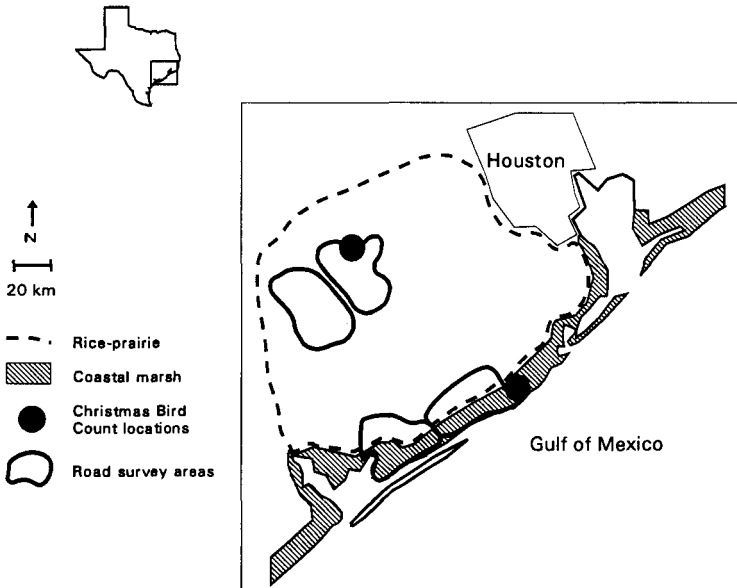 Houston
N
20 km
Rice-prairie
Coastal marsh
Christmas Bird
Count locations
Road survey areas
Gulf of Mexico